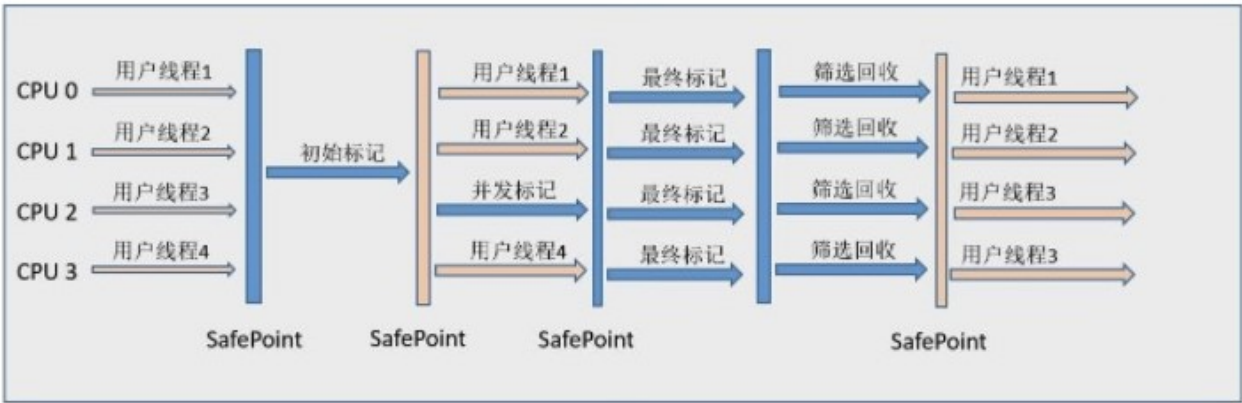 用户线程1 用户线程1 最终标记 筛选回收 用户线程1
CPU 0
用户线程2 用户线程2 最终标记 筛选回收 用户线程2
CPU 1 初始标记
用户线程3 并发标记 最终标记 筛选回收 用户线程3
CPU 2
用户线程4 用户线程4 最终标记 筛选回收 用户线程3
CPU 3
SafePoint SafePoint SafePoint SafePoint